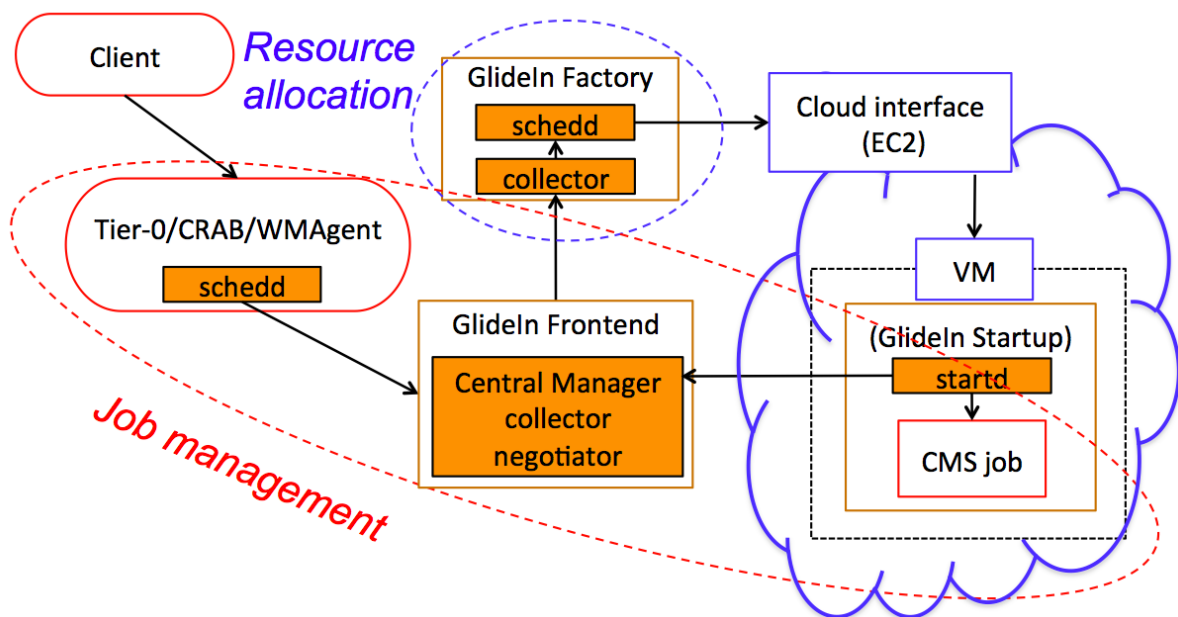 Client
Resource
allocation
GlideIn Factory
schedd
collector
Cloud interface
(EC2)
Tier-0/CRAB/WMAgent
schedd
VM
GlideIn Frontend
Central Manager
collector
negotiator
(GlideIn Startup)
startd
CMS job
Job management